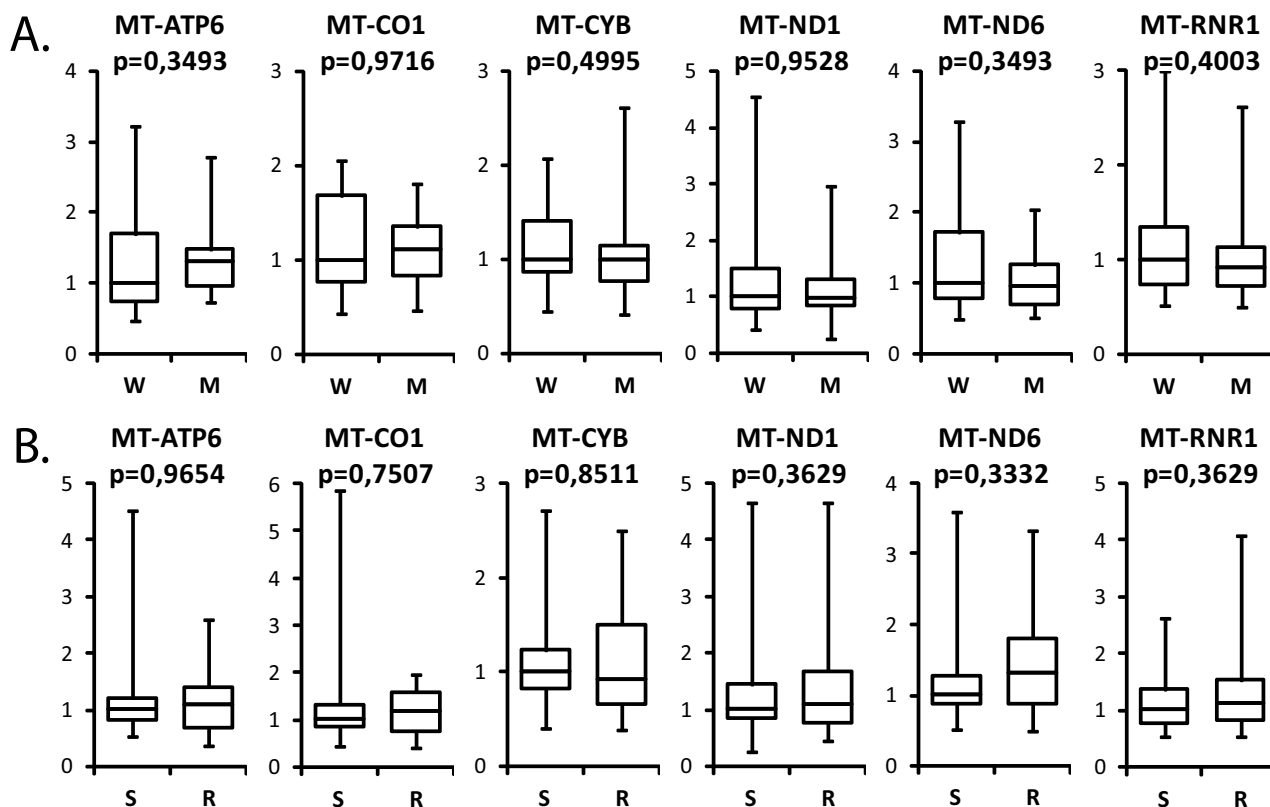 A.
MT-ATP6 MT-CO1 MT-CYB MT-ND1 MT-ND6 MT-RNR1
p=0,3493 p=0,9716 p=0,4995 p=0,9528 p=0,3493 p=0,4003
4 3 3 5 4 3
3 2 2 4 3 2
2 1 1 3 2 1
1 0 0 2 1 0
0 1 0
0
W M W M W M W M W M W M
B.
MT-ATP6 MT-CO1 MT-CYB MT-ND1 MT-ND6 MT-RNR1
p=0,9654 p=0,7507 p=0,8511 p=0,3629 p=0,3332 p=0,3629
5 6 3 5 4 5
4 5 2 4 3 4
3 4 1 3 2 3
2 3 0 2 1 2
1 2 1 0 1
0 1 0 0
0
S R S R S R S R S R S R